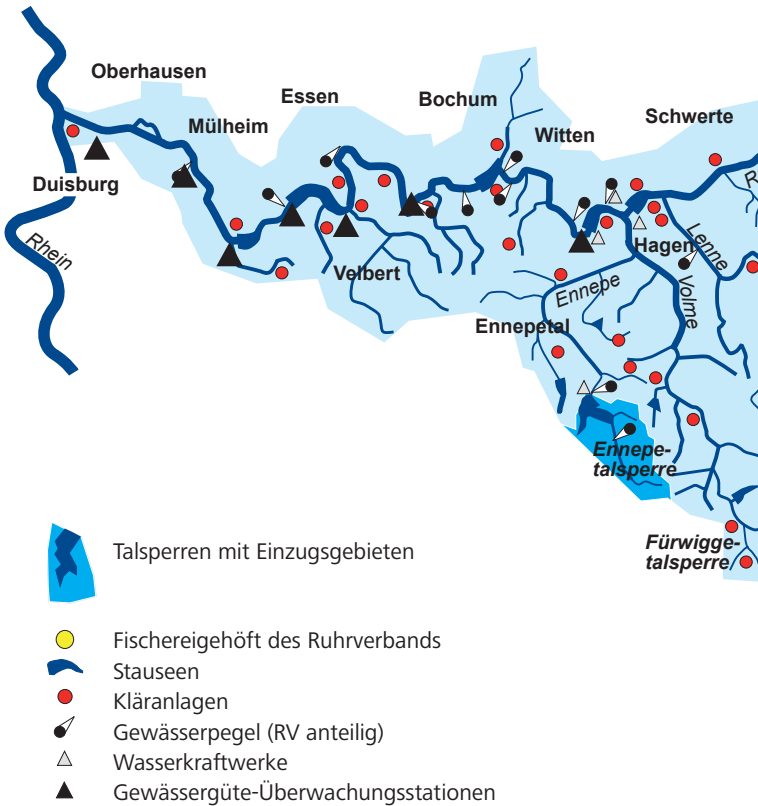 Oberhausen
Essen
Bochum
Mülheim
Witten
Schwerte
Duisburg
Rhein
Velbert
Hagen
Lenne
Volme
Ennepe
Ennepetal
Ennepe-
talsperre
Fürwigge-
talsperre
Talsperren mit Einzugsgebieten
Fischereigehöft des Ruhrverbands
Stauseen
Kläranlagen
Gewässerpegel (RV anteilig)
Wasserkraftwerke
Gewässergüte-Überwachungsstationen